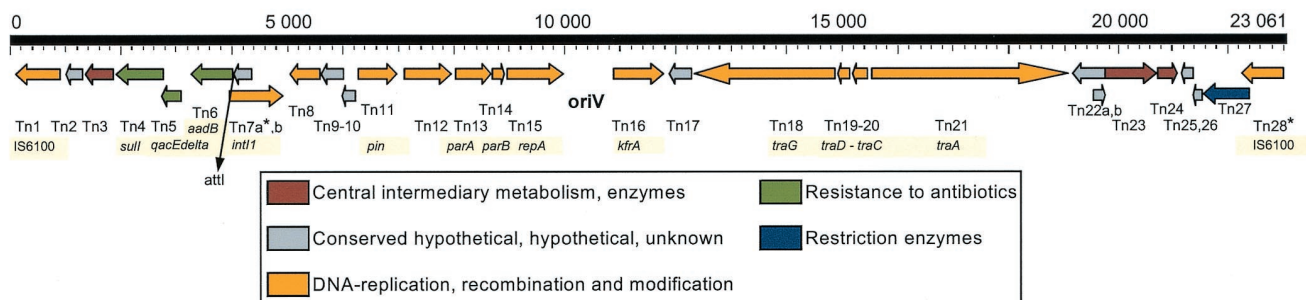 0 5 000 10 000 15 000 20 000 23 061
oriV
Tn1 Tn2 Tn3 Tn4 Tn5 Tn6 Tn7a*,b Tn8 Tn9-10 Tn11 Tn12 Tn13 Tn14 Tn15 Tn16 Tn17 Tn18 Tn19-20 Tn21 Tn22a,b Tn23 Tn24 Tn25,26 Tn27 Tn28*
IS6100 sulI qacEdelta aadB intI1 pin parA parB repA kfrA traG traD - traC traA IS6100
attI
Central intermediary metabolism, enzymes Resistance to antibiotics
Conserved hypothetical, hypothetical, unknown Restriction enzymes
DNA-replication, recombination and modification